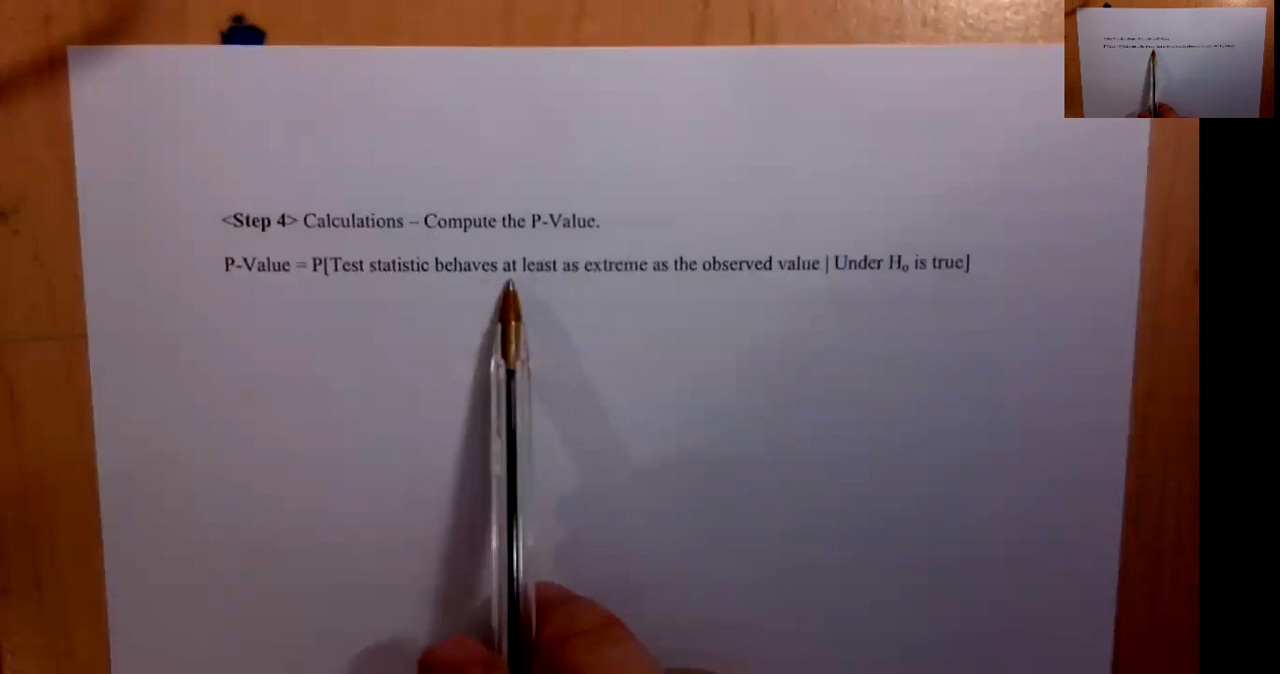 <Step 4> Calculations – Compute the P-Value.
P-Value = P[Test statistic behaves at least as extreme as the observed value | Under H₀ is true]